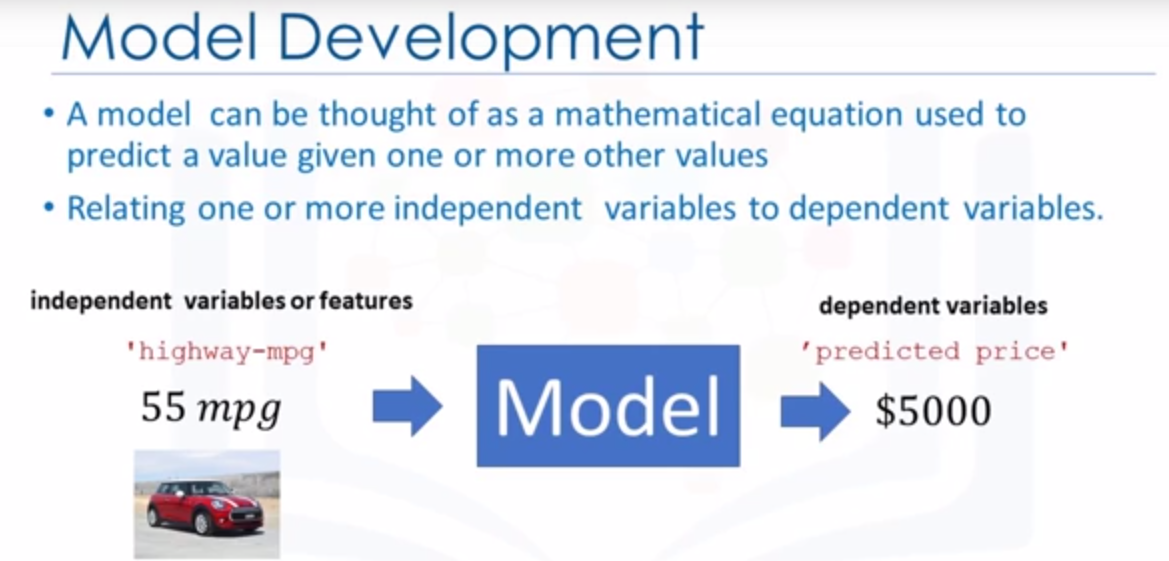 Model Development
• A model can be thought of as a mathematical equation used to
predict a value given one or more other values
• Relating one or more independent variables to dependent variables.
independent variables or features
dependent variables
'highway-mpg'
’predicted price'
55 mpg
Model
$5000